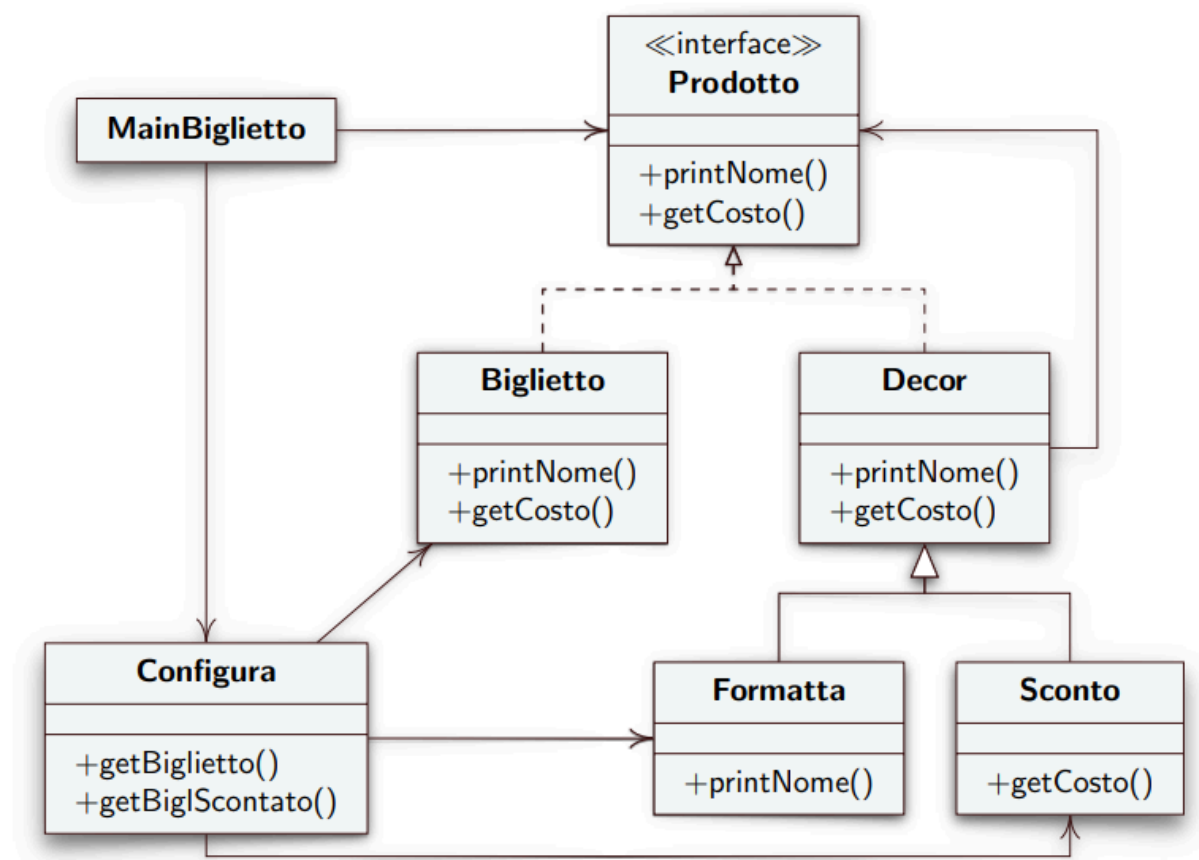 ≪interface≫
Prodotto
+printNome()
+getCosto()
MainBiglietto
Biglietto
+printNome()
+getCosto()
Decor
+printNome()
+getCosto()
Configura
+getBiglietto()
+getBiglScontato()
Formatta
+printNome()
Sconto
+getCosto()